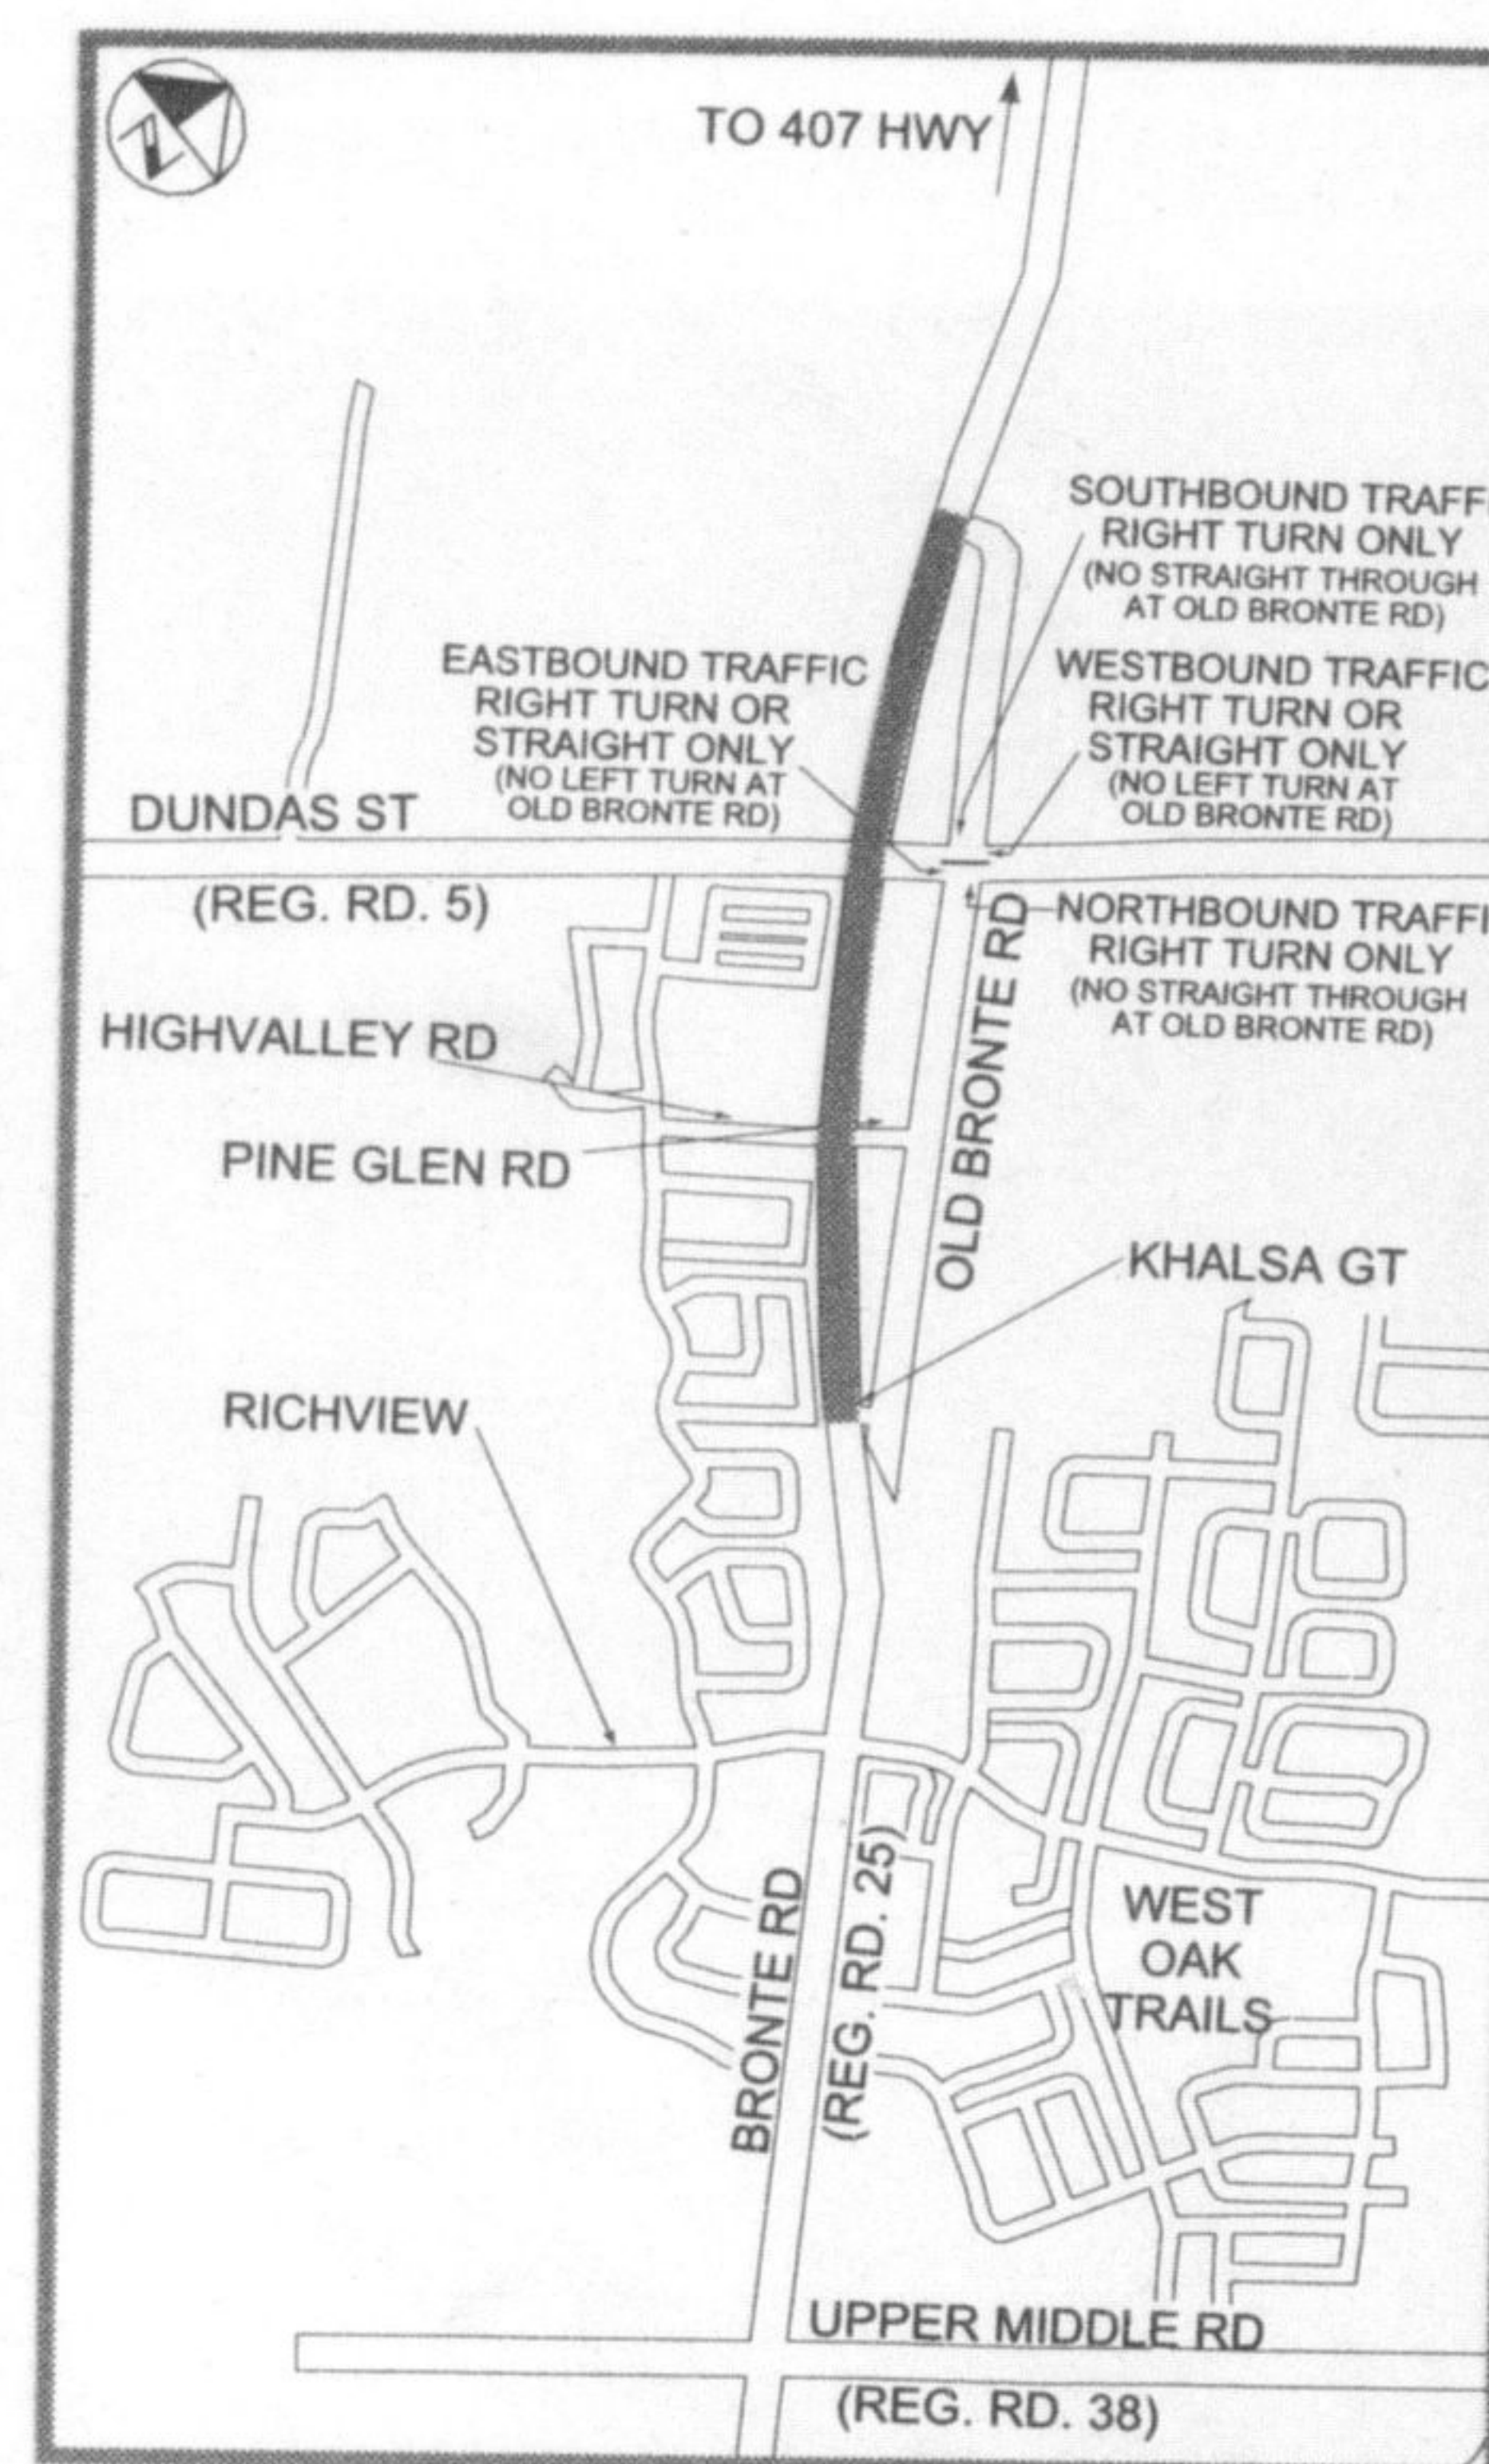 N
TO 407 HWY
SOUTHBOUND TRAFFI
RIGHT TURN ONLY
(NO STRAIGHT THROUGH
AT OLD BRONTE RD)
EASTBOUND TRAFFIC
RIGHT TURN OR
STRAIGHT ONLY
(NO LEFT TURN AT
OLD BRONTE RD)
WESTBOUND TRAFFIC
RIGHT TURN OR
STRAIGHT ONLY
(NO LEFT TURN AT
OLD BRONTE RD)
DUNDAS ST
(REG. RD. 5)
NORTHBOUND TRAFFI
RIGHT TURN ONLY
(NO STRAIGHT THROUGH
AT OLD BRONTE RD)
OLD BRONTE RD
HIGHVALLEY RD
PINE GLEN RD
KHALSA GT
RICHVIEW
BRONTE RD
(REG. RD. 25)
WEST
OAK
TRAILS
UPPER MIDDLE RD
(REG. RD. 38)